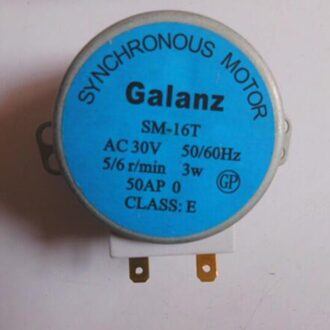 SYNCHRONOUS MOTOR
Galanz
SM-16T
AC 30V 50/60Hz
5/6 r/min 3w
50AP 0
CLASS: E
GP